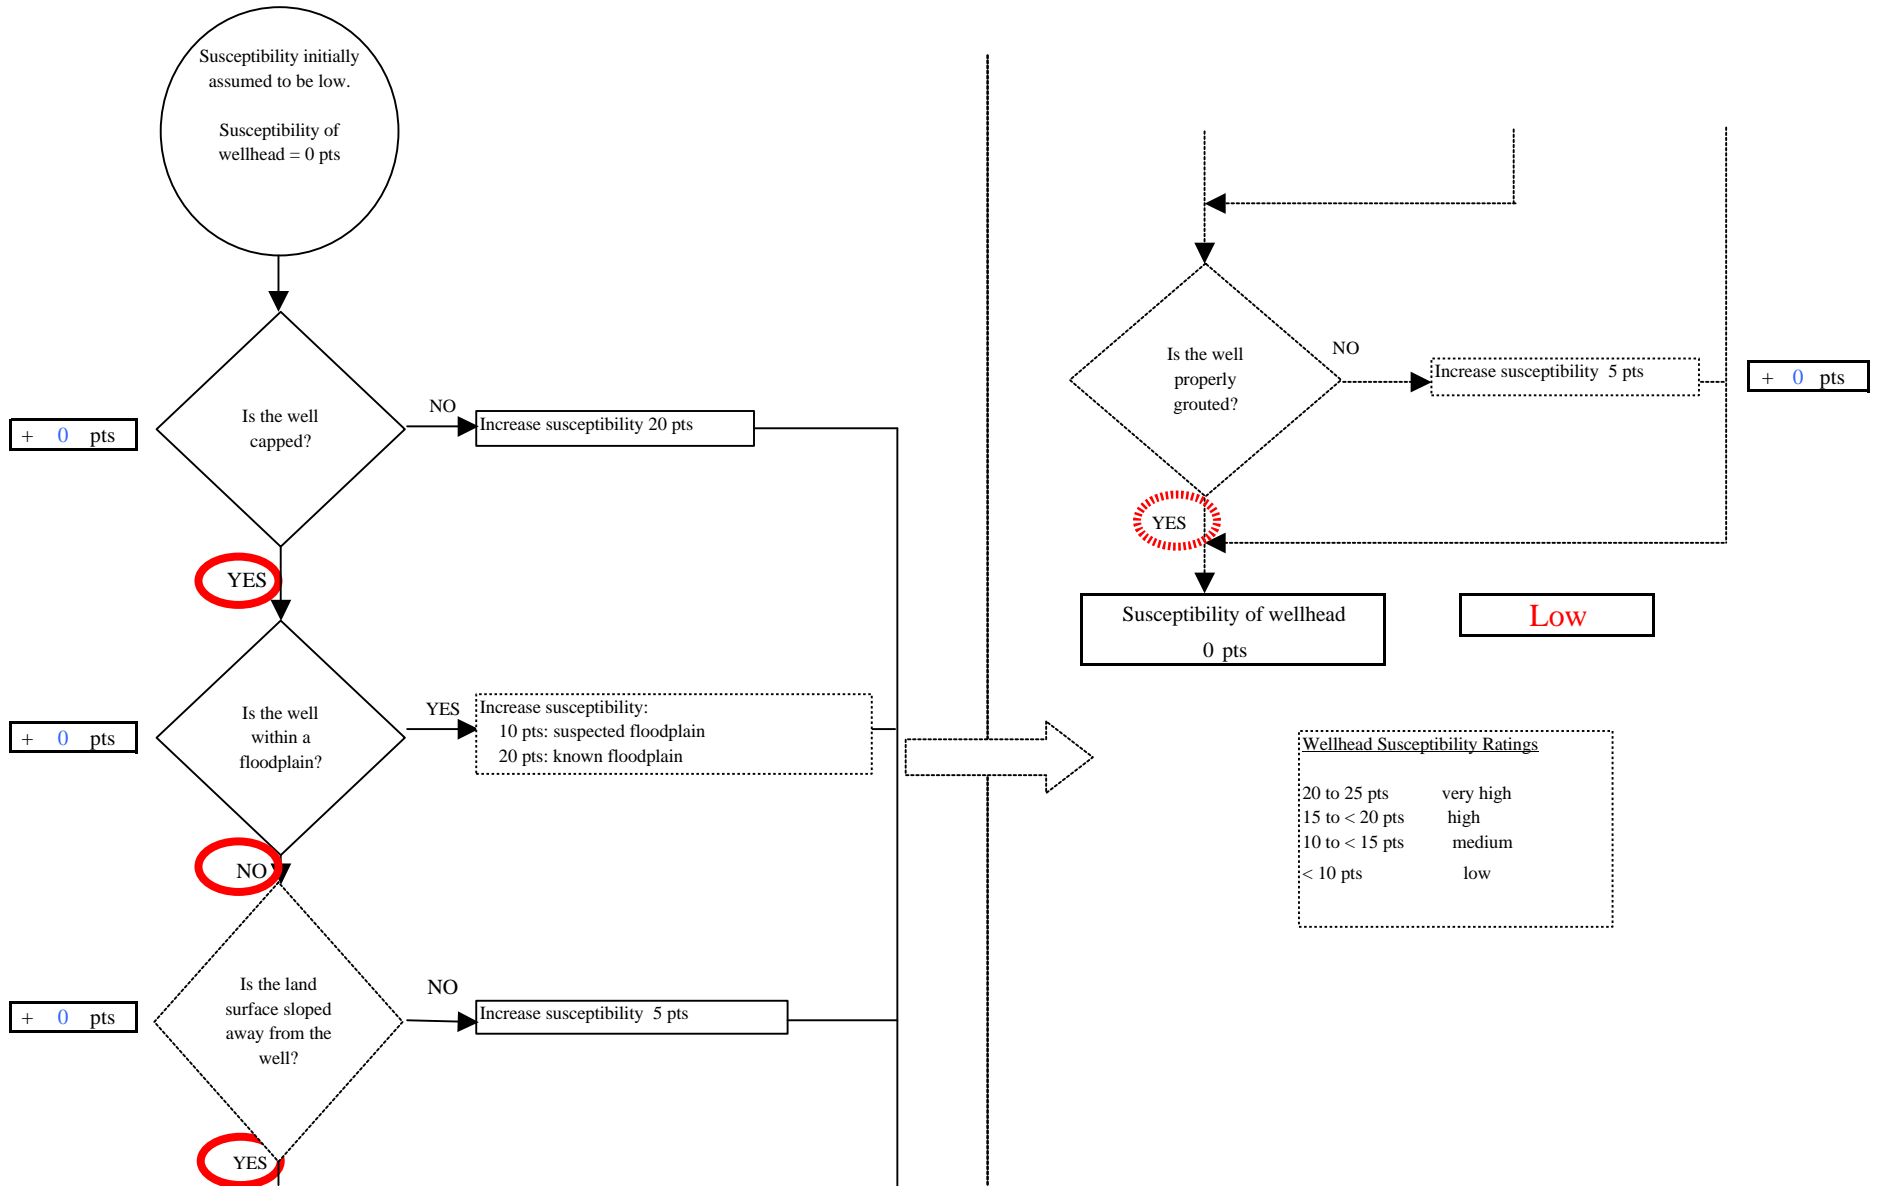 Susceptibility initially
assumed to be low.
Susceptibility of
wellhead = 0 pts
Is the well
capped?
NO
Increase susceptibility 20 pts
+ 0 pts
YES
Is the well
within a
floodplain?
YES
Increase susceptibility:
10 pts: suspected floodplain
20 pts: known floodplain
+ 0 pts
NO
Is the land
surface sloped
away from the
well?
NO
Increase susceptibility 5 pts
+ 0 pts
YES
Is the well
properly
grouted?
NO
Increase susceptibility 5 pts
+ 0 pts
YES
Susceptibility of wellhead
0 pts
Low
Wellhead Susceptibility Ratings
20 to 25 pts very high
15 to < 20 pts high
10 to < 15 pts medium
< 10 pts low